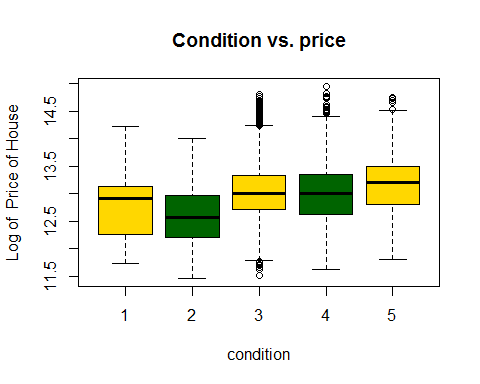 Condition vs. price
Log of  Price of House
14.5
13.5
12.5
11.5
1 2 3 4 5
condition